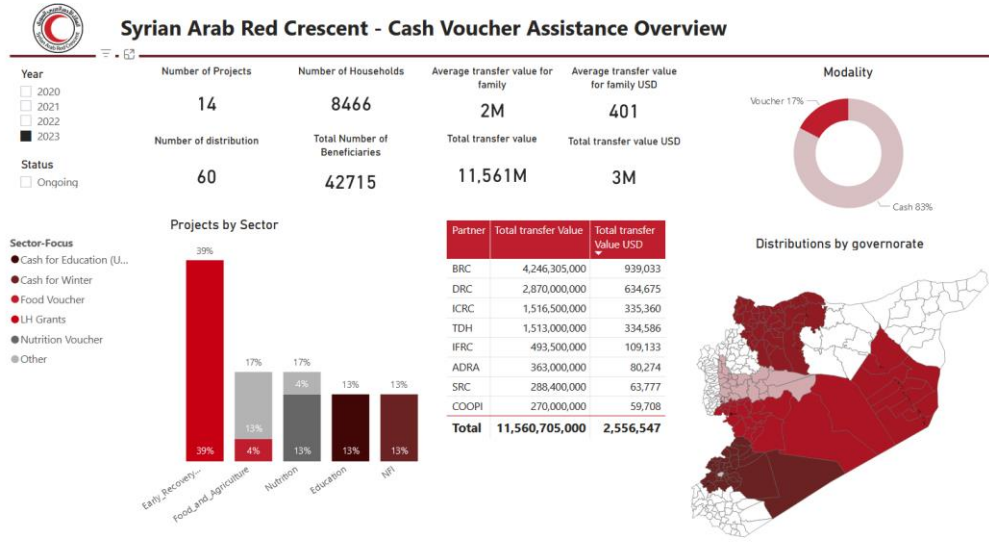 Syrian Arab Red Crescent - Cash Voucher Assistance Overview
Year
2020
2021
2022
2023
Status
Ongoing
Number of Projects
14
Number of Households
8466
Average transfer value for
family
2M
Average transfer value
for family USD
401
Number of distribution
60
Total Number of
Beneficiaries
42715
Total transfer value
11,561M
Total transfer value USD
3M
Modality
Voucher 17%
Cash 83%
Sector-Focus
Cash for Education (U...
Cash for Winter
Food Voucher
LH Grants
Nutrition Voucher
Other
Projects by Sector
39%
39%
17%
13%
4%
17%
4%
13%
13%
13%
13%
13%
Early_Recovery...
Food_and_Agriculture
Nutrition
Education
NFI
Partner Total transfer Value Total transfer
Value USD
BRC 4,246,305,000 939,033
DRC 2,870,000,000 634,675
ICRC 1,516,500,000 335,360
TDH 1,513,000,000 334,586
IFRC 493,500,000 109,133
ADRA 363,000,000 80,274
SRC 288,400,000 63,777
COOPI 270,000,000 59,708
Total 11,560,705,000 2,556,547
Distributions by governorate